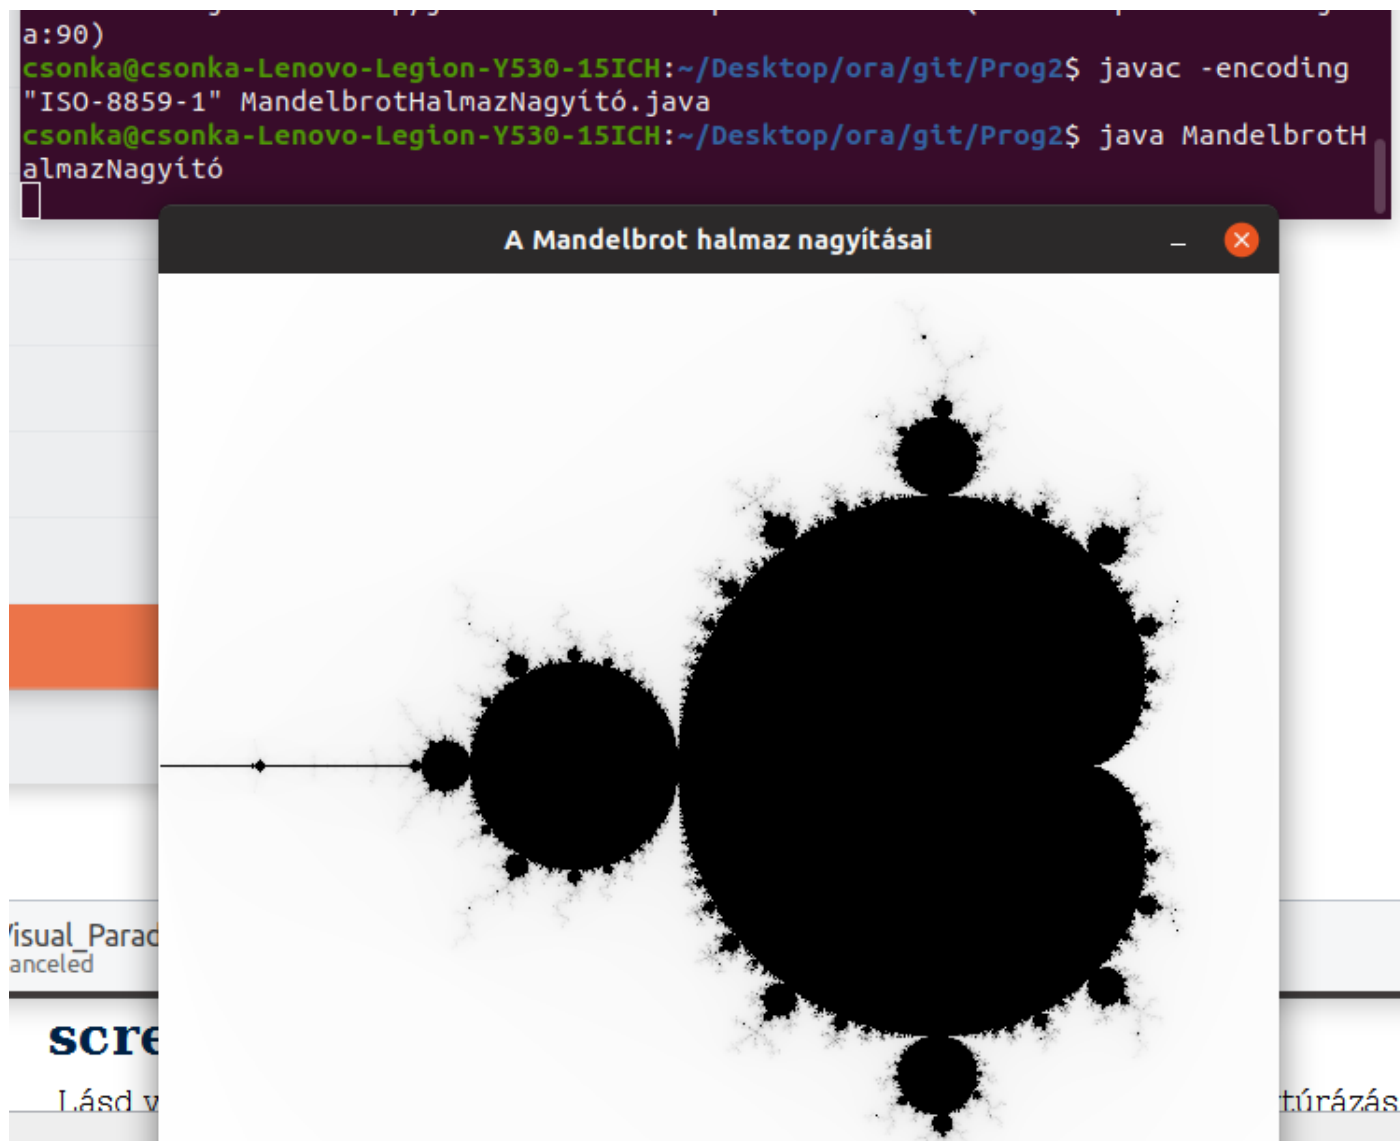 a:90)
csonka@csonka-Lenovo-Legion-Y530-15ICH:~/Desktop/ora/git/Prog2$ javac -encoding
"ISO-8859-1" MandelbrotHalmazNagyító.java
csonka@csonka-Lenovo-Legion-Y530-15ICH:~/Desktop/ora/git/Prog2$ java MandelbrotH
almazNagyító
A Mandelbrot halmaz nagyításai
isual_Parad
anceled
scre
Lásd v
túrázás